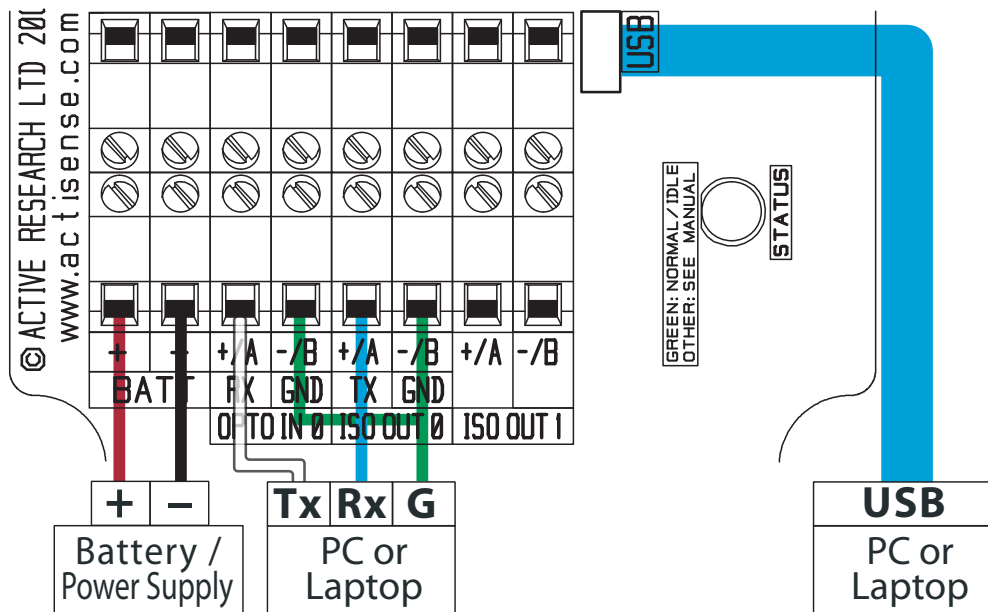 © ACTIVE RESEARCH LTD 200
www.actisense.com
USB
GREEN: NORMAL/IDLE
OTHER: SEE MANUAL
STATUS
+ - +/A -/B +/A -/B +/A -/B
BATT RX GND TX GND
OPTO IN 0 ISO OUT 0 ISO OUT 1
+ − Tx Rx G USB
Battery /
Power Supply
PC or
Laptop
PC or
Laptop